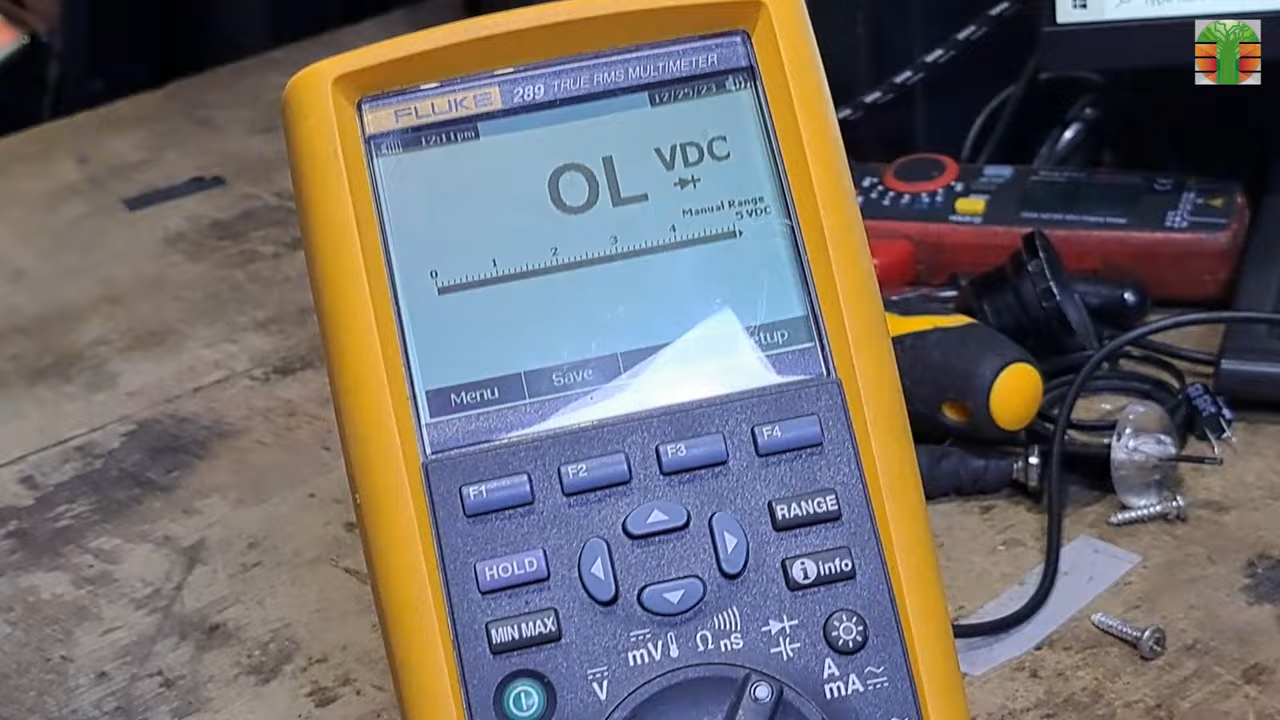 FLUKE 289 TRUE RMS MULTIMETER
12:11pm 12/25/23
OL VDC
Manual Range
5 VDC
0 1 2 3 4
Menu Save etup
F1 F2 F3 F4
RANGE
HOLD
info
MIN MAX
mV Ω nS
V
A
mA